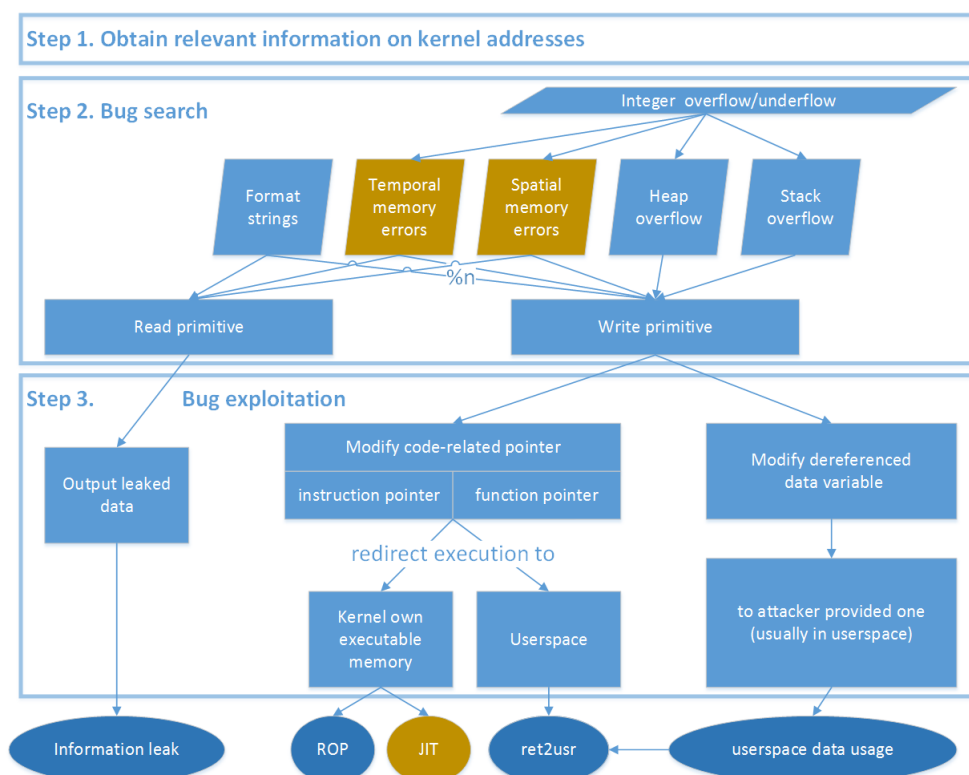 Step 1. Obtain relevant information on kernel addresses
Step 2. Bug search
Integer overflow/underflow
Format
strings
Temporal
memory
errors
Spatial
memory
errors
Heap
overflow
Stack
overflow
%n
Read primitive
Write primitive
Step 3. Bug exploitation
Output leaked
data
Modify code-related pointer
instruction pointer
function pointer
Modify dereferenced
data variable
redirect execution to
Kernel own
executable
memory
Userspace
to attacker provided one
(usually in userspace)
Information leak
ROP
JIT
ret2usr
userspace data usage